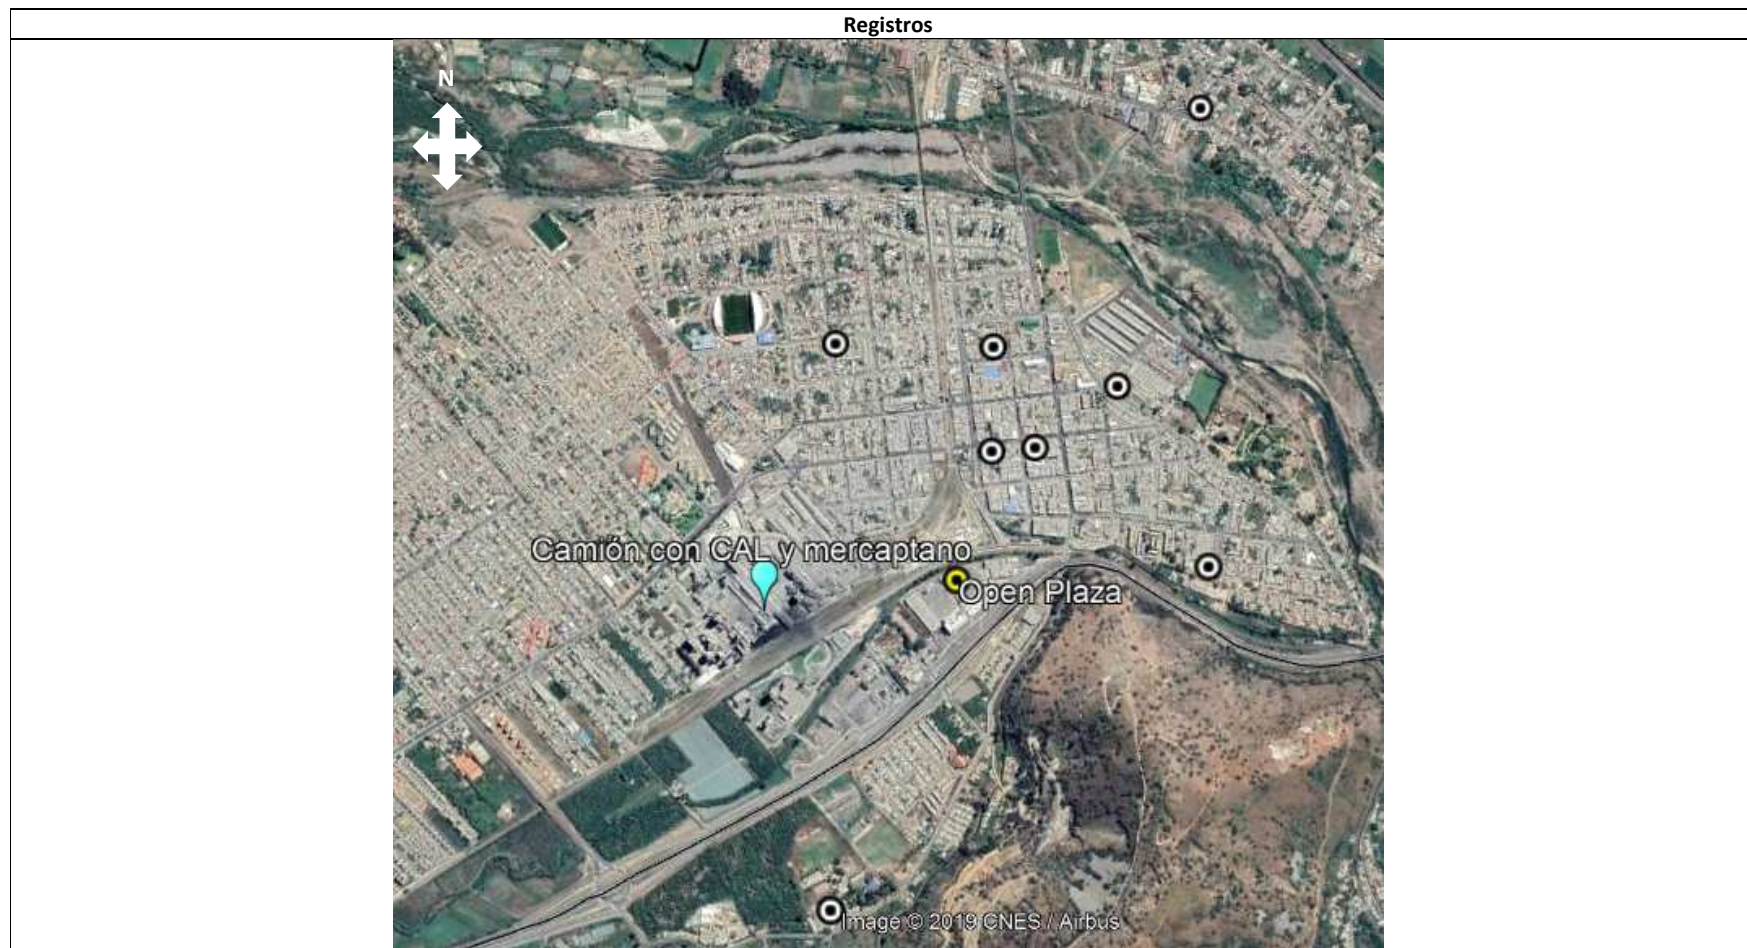 Registros
N
Camión con CAL y mercaptano
Open Plaza
Image © 2019 CNES / Airbus